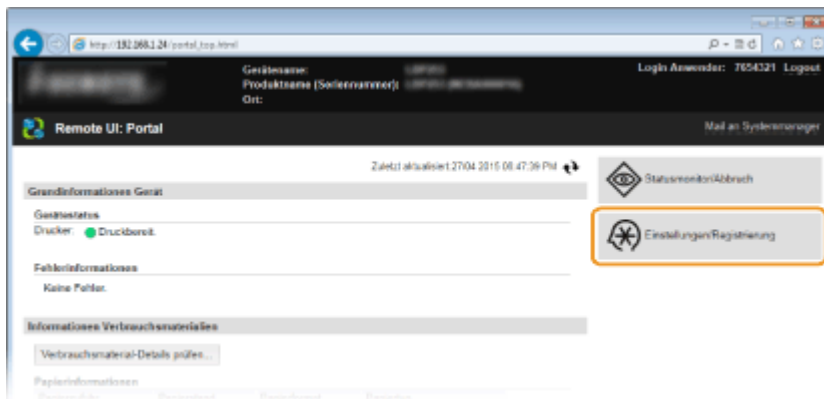 http://192.168.1.24/portal_top.html
Gerätename:
Produktname (Seriennummer):
Ort:
Login Anwender: 7654321 Logout
Remote UI: Portal
Mail an Systemmanager
Zuletzt aktualisiert:27/04 2015 08:47:39 PM
Grundinformationen Gerät
Gerätestatus
Drucker: Druckbereit.
Fehlerinformationen
Keine Fehler.
Informationen Verbrauchsmaterialien
Verbrauchsmaterial-Details prüfen...
Papierinformationen
Statusmonitor/Abbruch
Einstellungen/Registrierung